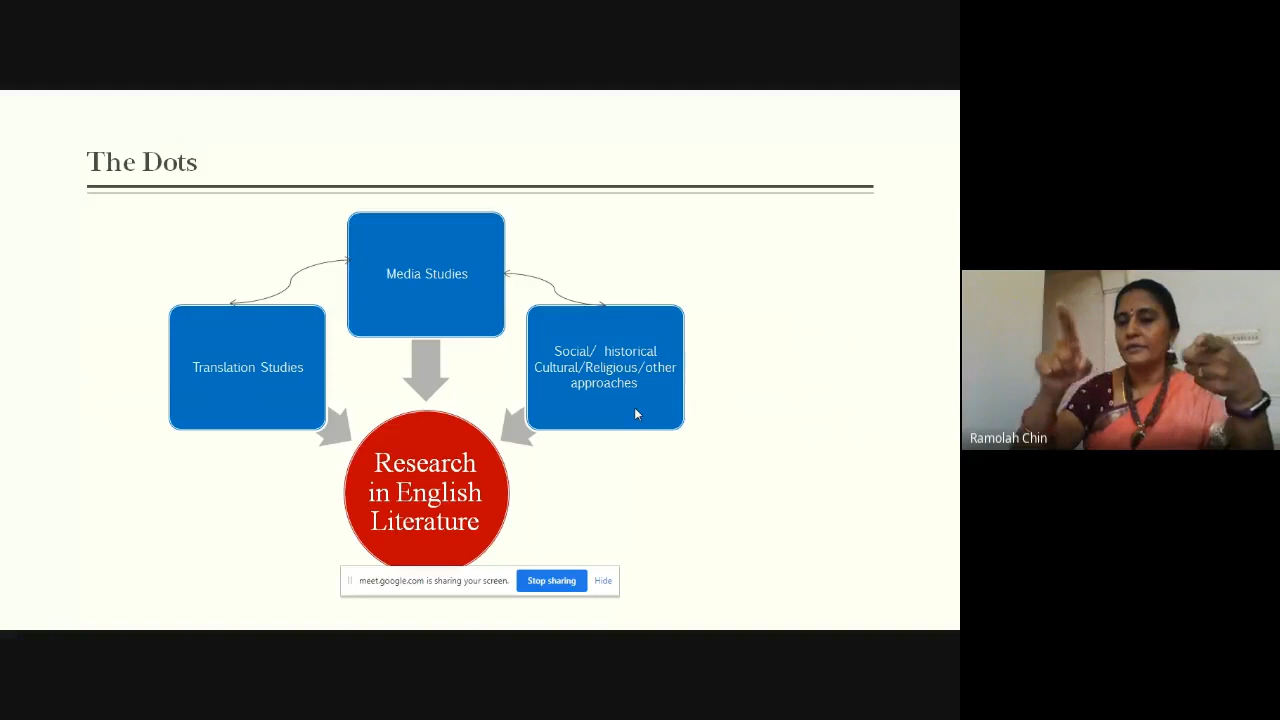 The Dots
Media Studies
Translation Studies
Social/ historical
Cultural/Religious/other
approaches
Research
in English
Literature
meet.google.com is sharing your screen. Stop sharing Hide
Ramolah Chin